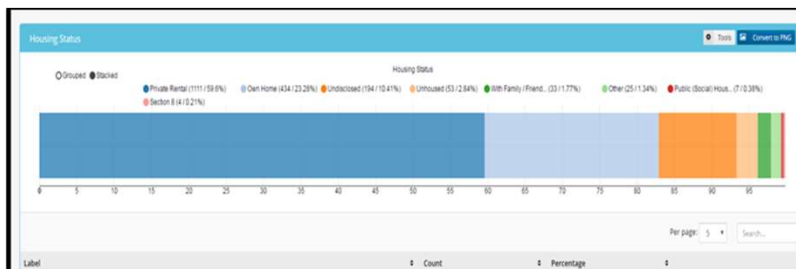 Housing Status
Tools
Convert to PNG
Housing Status
Grouped Stacked
Private Rental (1111 / 59.6%) Own Home (434 / 23.28%) Undisclosed (194 / 10.41%) Unhoused (53 / 2.84%) With Family / Friend... (33 / 1.77%) Other (25 / 1.34%) Public (Social) Hous... (7 / 0.38%)
Section 8 (4 / 0.21%)
0 5 10 15 20 25 30 35 40 45 50 55 60 65 70 75 80 85 90 95
Per page: 5 Search...
Label Count Percentage